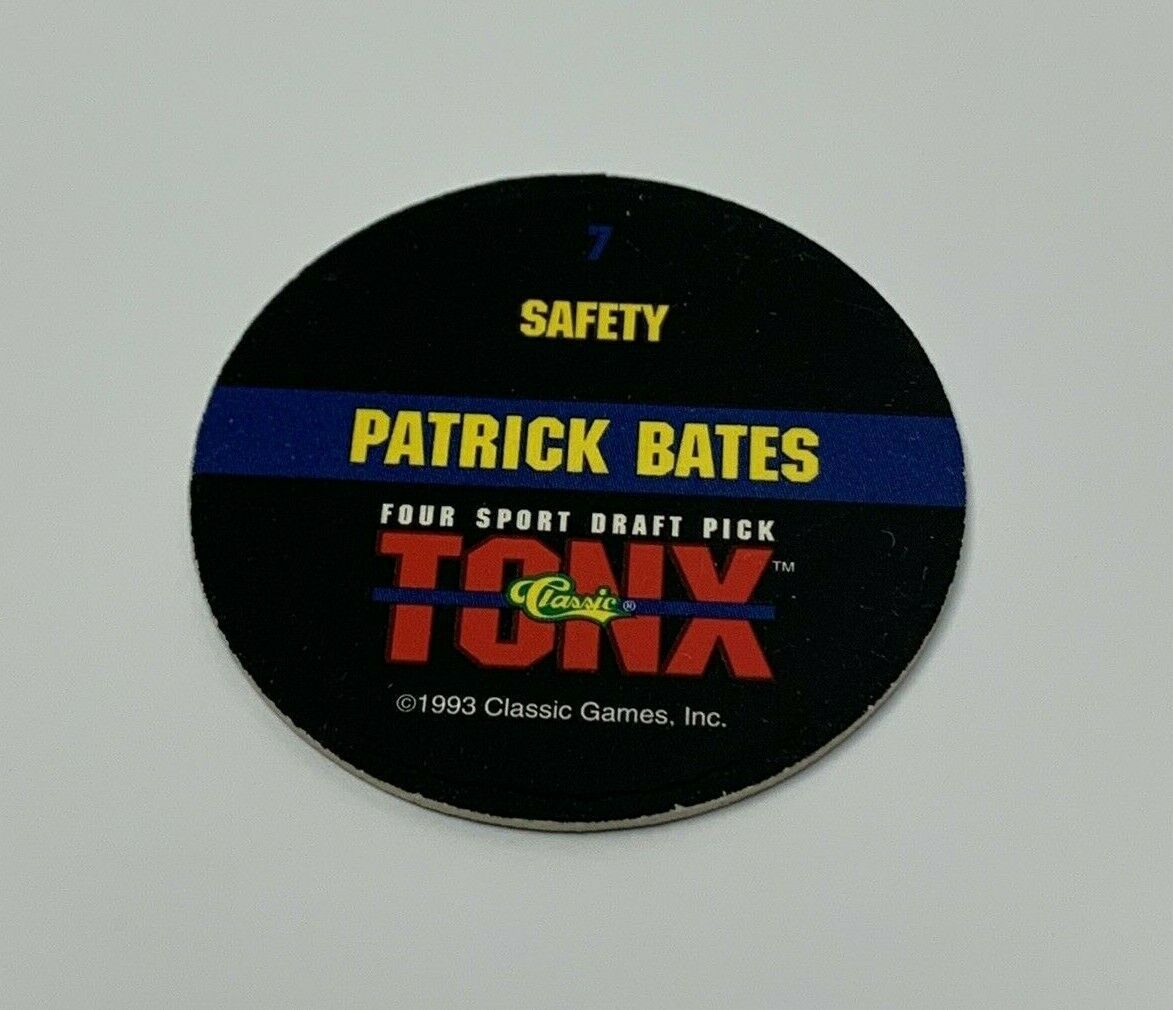 7
SAFETY
PATRICK BATES
FOUR SPORT DRAFT PICK
TONX™
Classic®
©1993 Classic Games, Inc.